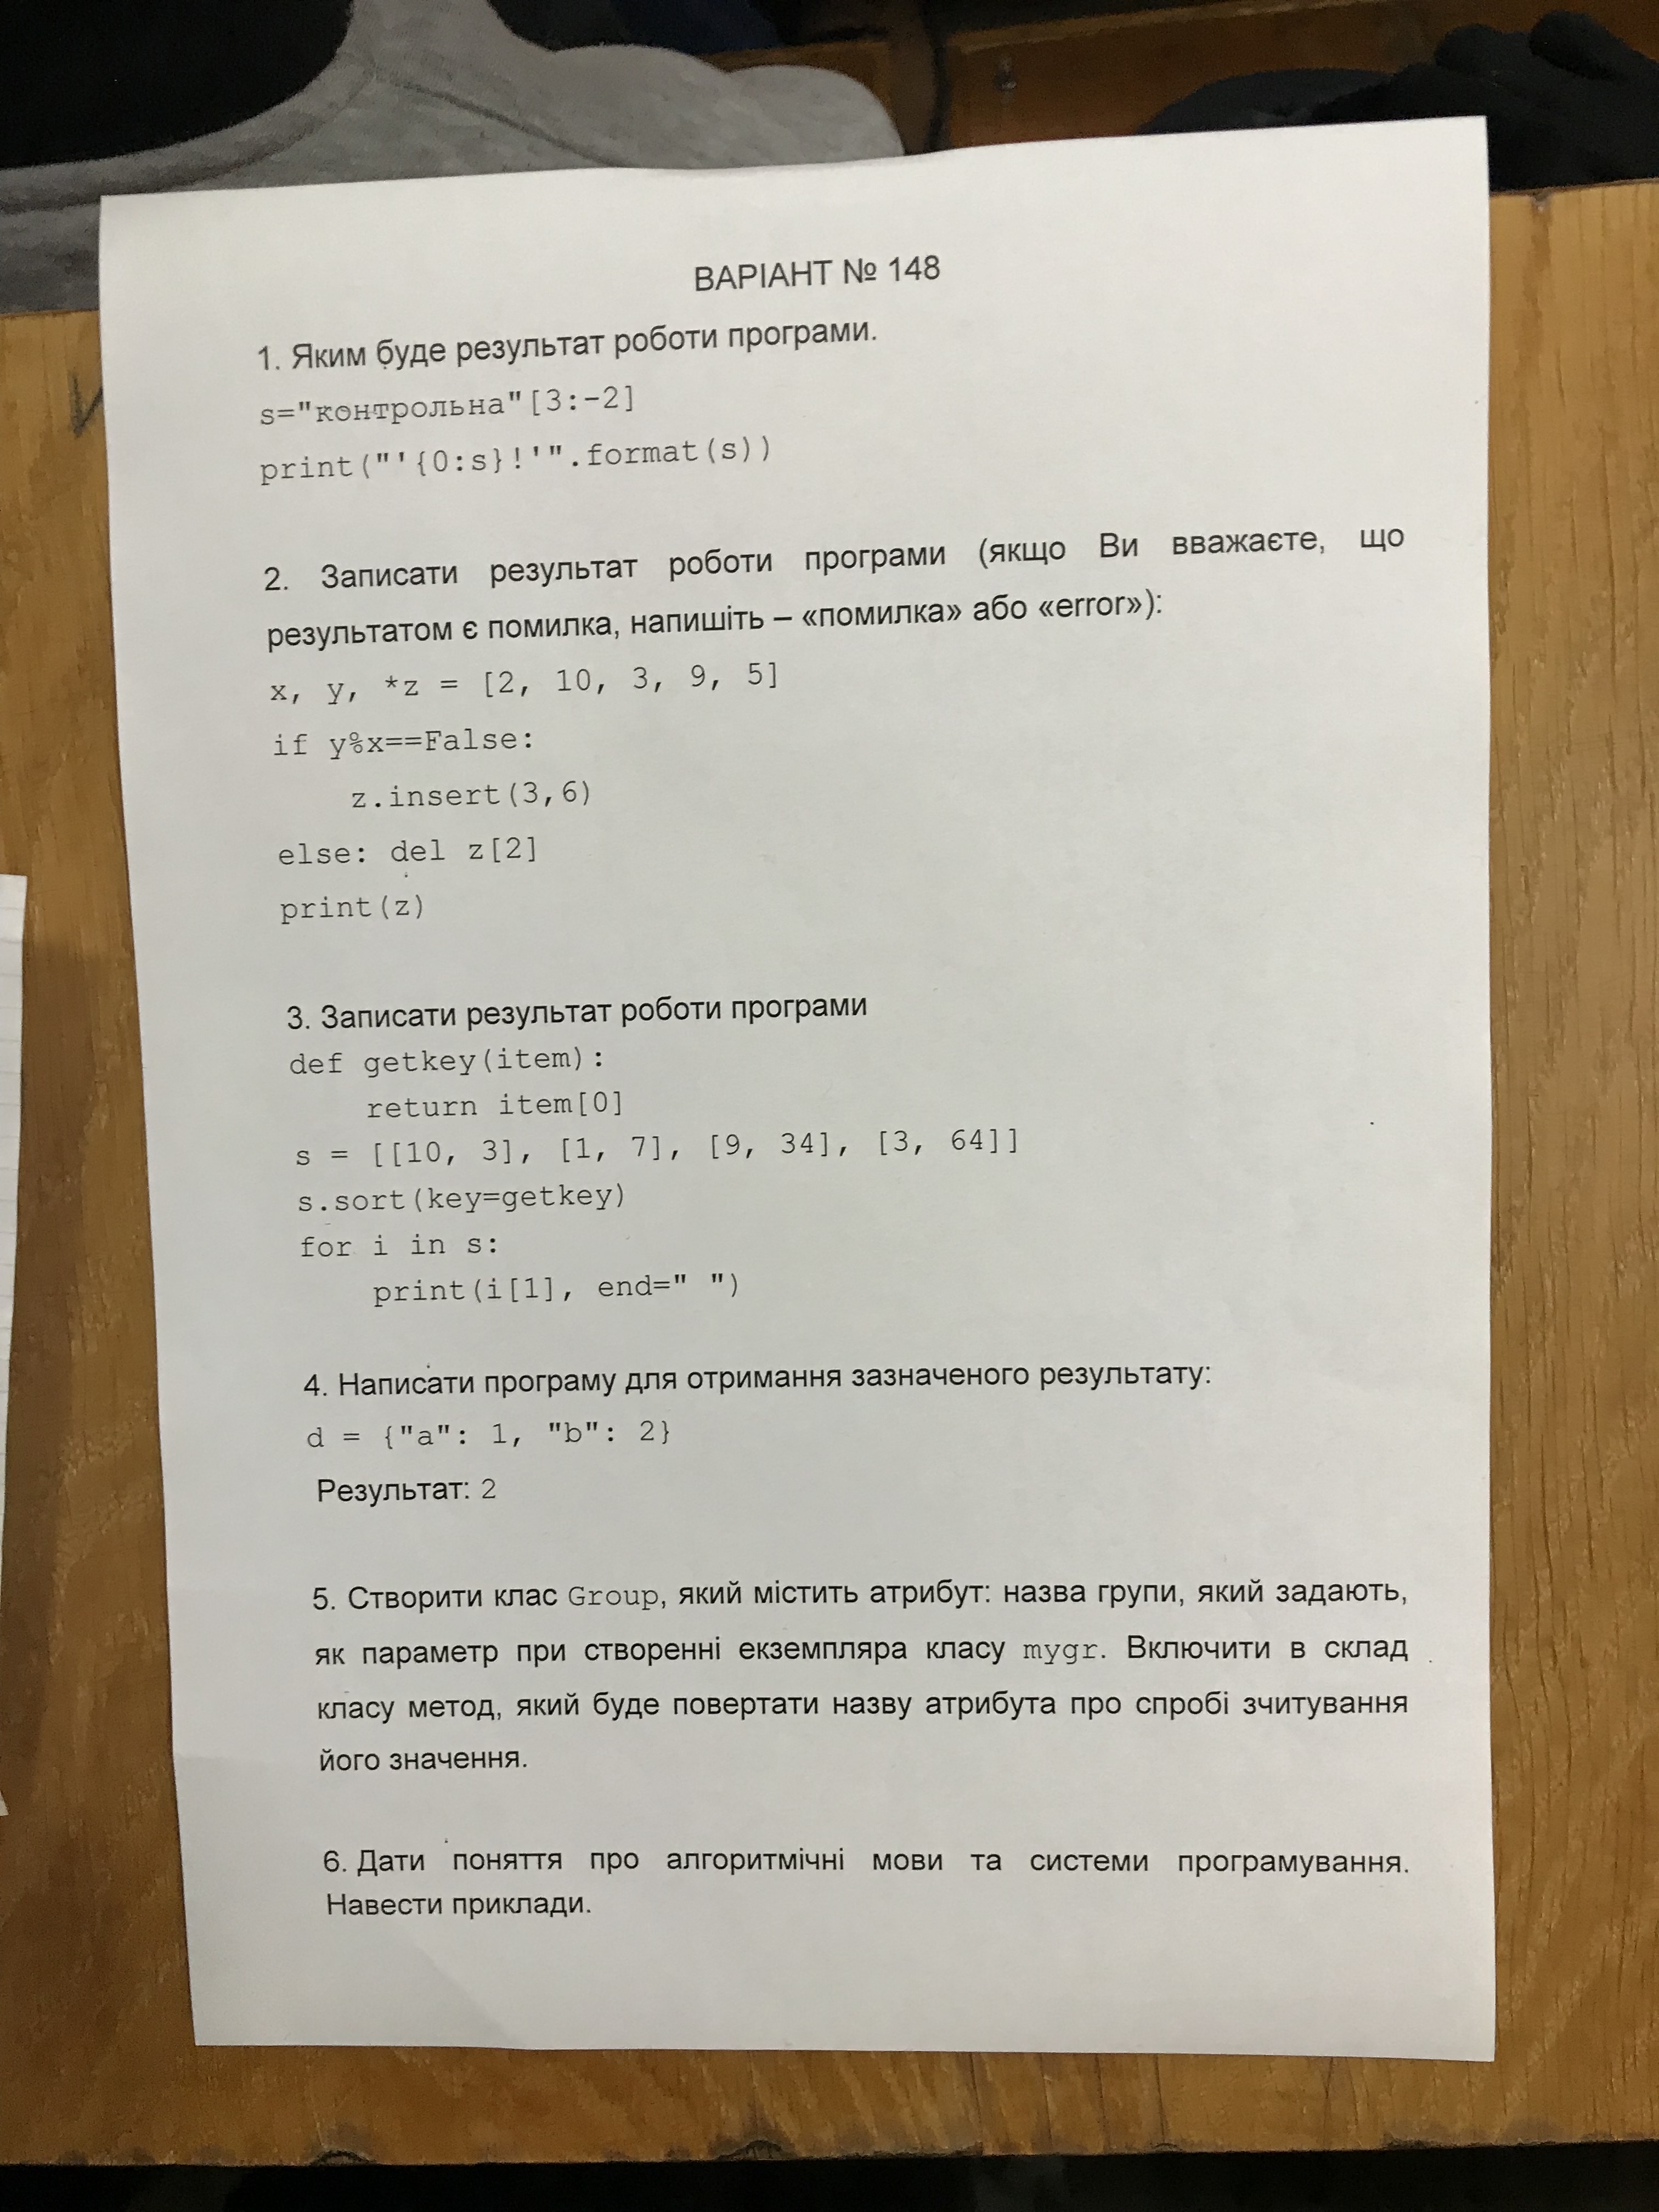 ВАРІАНТ № 148
1. Яким буде результат роботи програми.
s="контрольна"[3:-2]
print("'{0:s}!'".format(s))
2. Записати результат роботи програми (якщо Ви вважаєте, що
результатом є помилка, напишіть – «помилка» або «error»):
x, y, *z = [2, 10, 3, 9, 5]
if y%x==False:
    z.insert(3,6)
else: del z[2]
print(z)
3. Записати результат роботи програми
def getkey(item):
    return item[0]
s = [[10, 3], [1, 7], [9, 34], [3, 64]]
s.sort(key=getkey)
for i in s:
    print(i[1], end=" ")
4. Написати програму для отримання зазначеного результату:
d = {"a": 1, "b": 2}
Результат: 2
5. Створити клас Group, який містить атрибут: назва групи, який задають,
як параметр при створенні екземпляра класу mygr. Включити в склад
класу метод, який буде повертати назву атрибута про спробі зчитування
його значення.
6. Дати поняття про алгоритмічні мови та системи програмування.
Навести приклади.